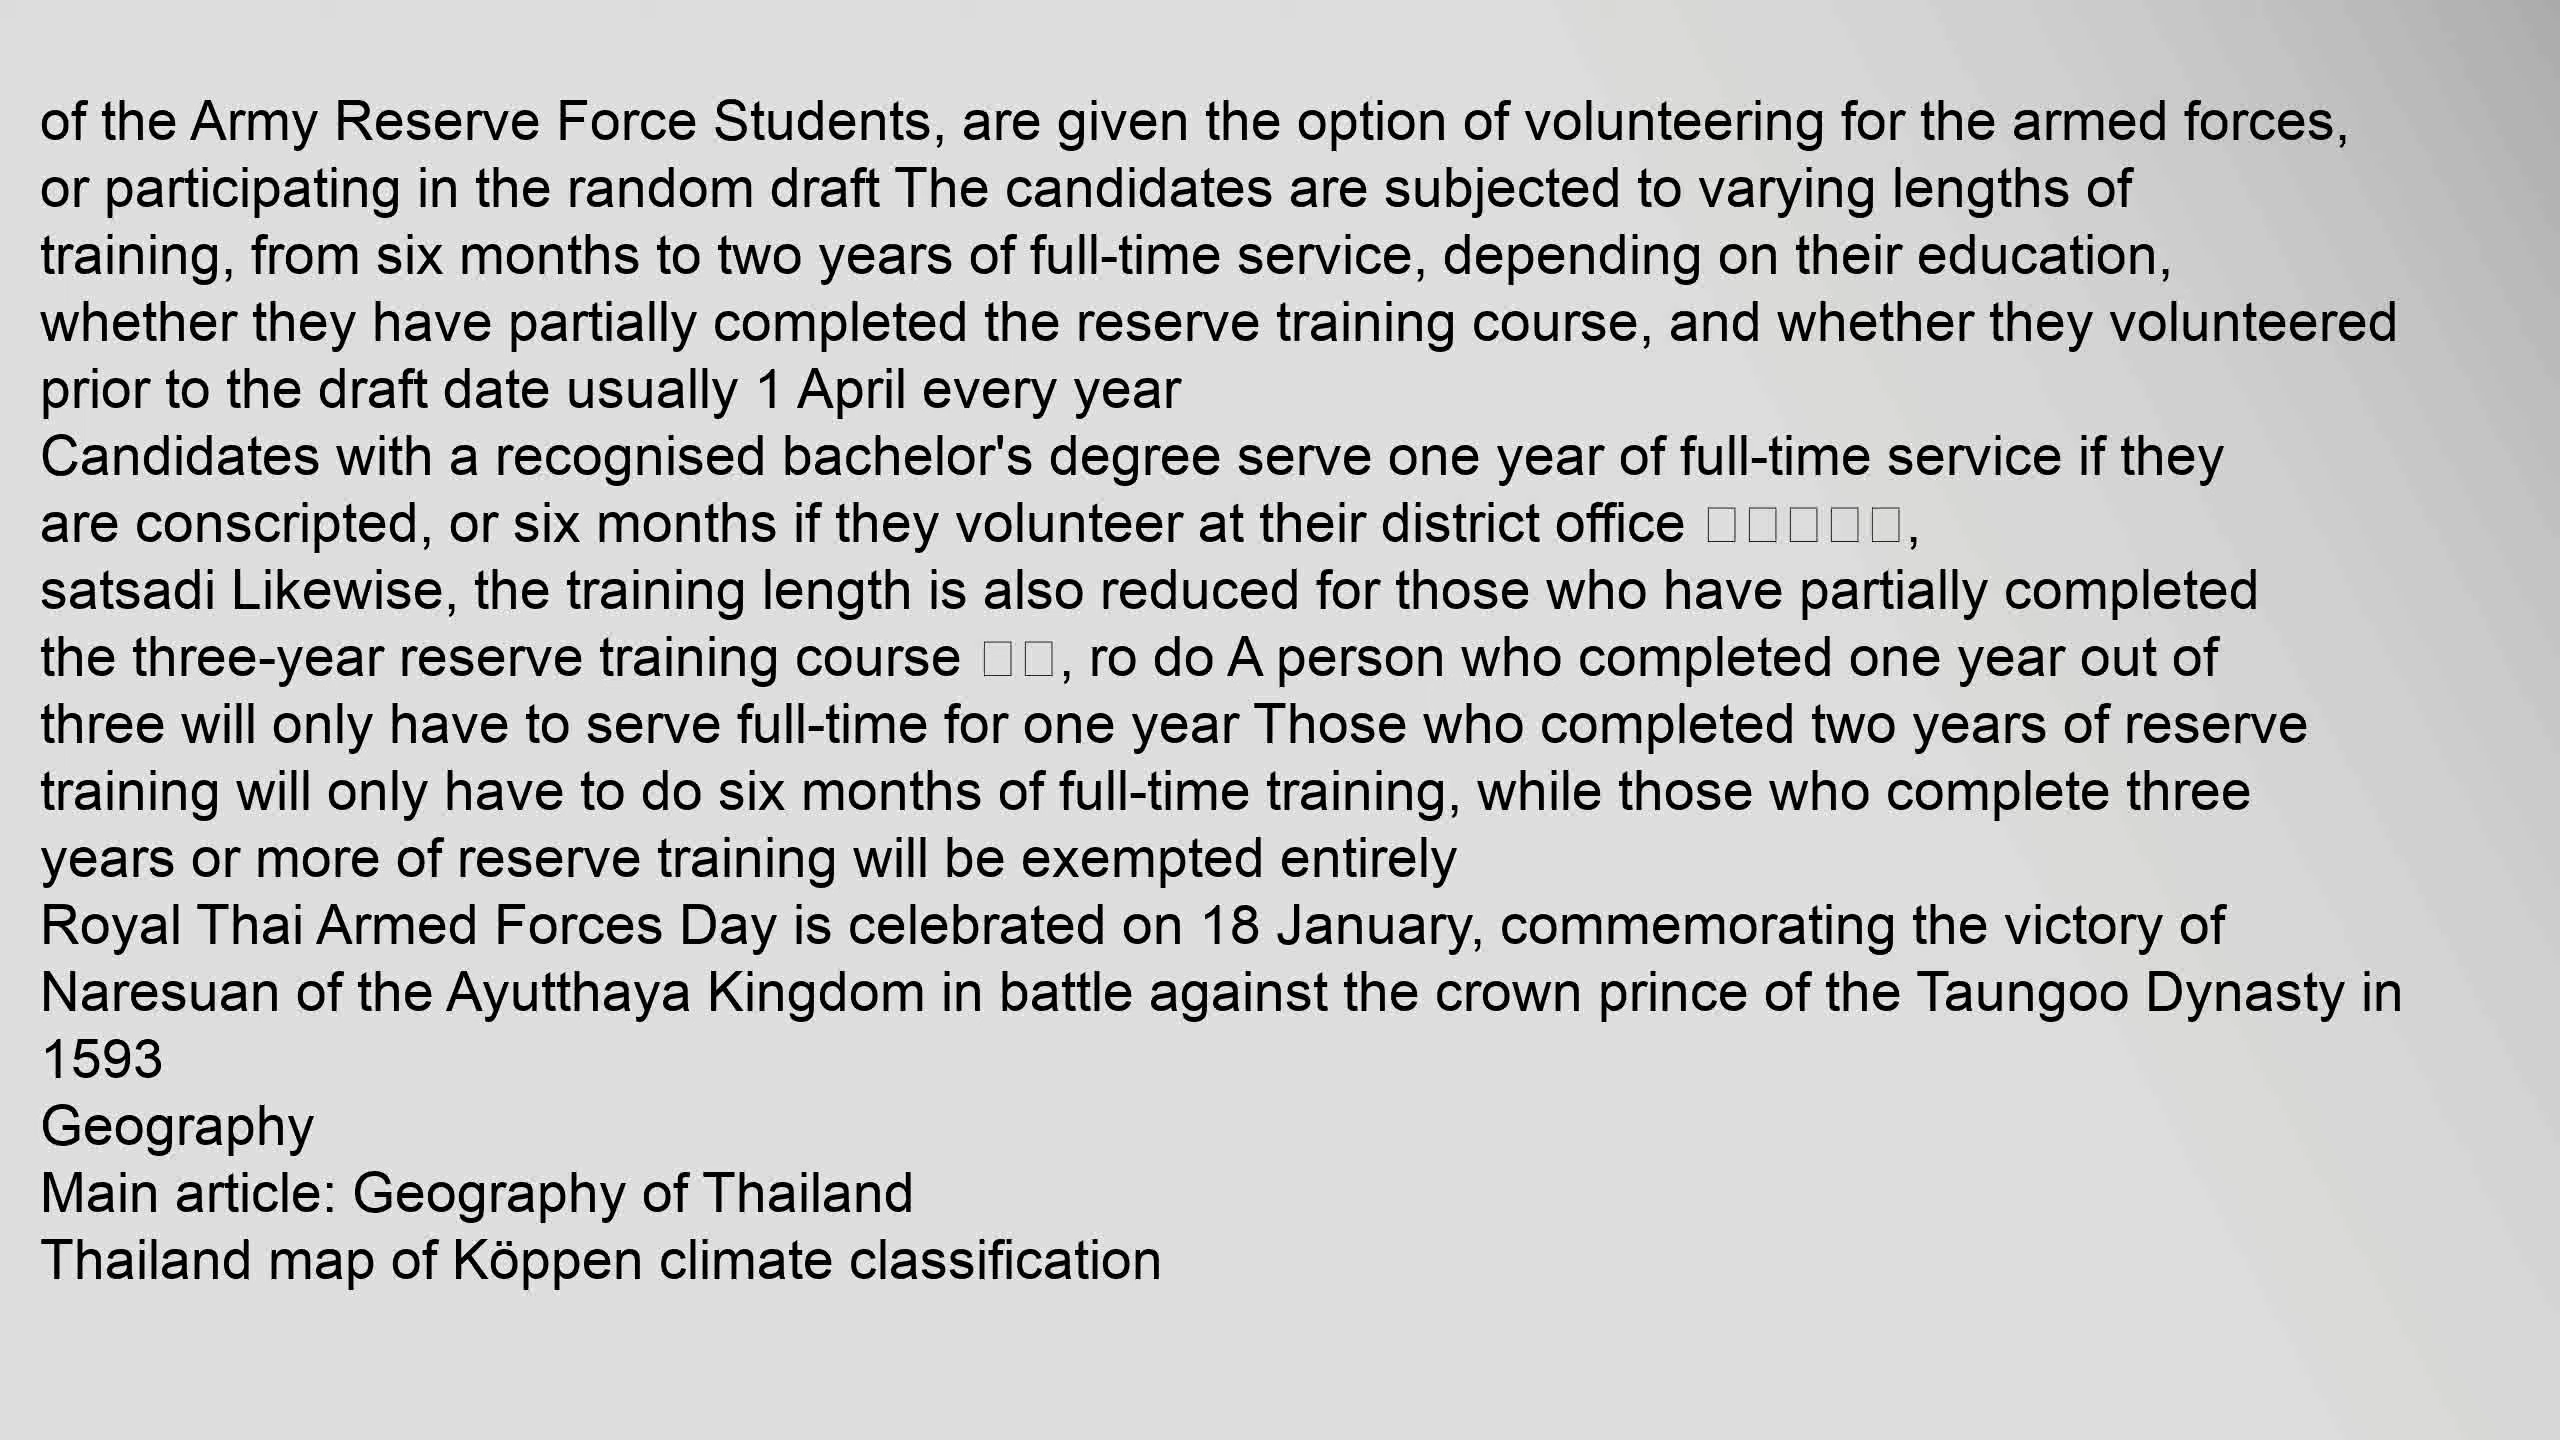 of the Army Reserve Force Students, are given the option of volunteering for the armed forces,
or participating in the random draft The candidates are subjected to varying lengths of
training, from six months to two years of full-time service, depending on their education,
whether they have partially completed the reserve training course, and whether they volunteered
prior to the draft date usually 1 April every year
Candidates with a recognised bachelor's degree serve one year of full-time service if they
are conscripted, or six months if they volunteer at their district office □□□□□,
satsadi Likewise, the training length is also reduced for those who have partially completed
the three-year reserve training course □□, ro do A person who completed one year out of
three will only have to serve full-time for one year Those who completed two years of reserve
training will only have to do six months of full-time training, while those who complete three
years or more of reserve training will be exempted entirely
Royal Thai Armed Forces Day is celebrated on 18 January, commemorating the victory of
Naresuan of the Ayutthaya Kingdom in battle against the crown prince of the Taungoo Dynasty in
1593
Geography
Main article: Geography of Thailand
Thailand map of Köppen climate classification